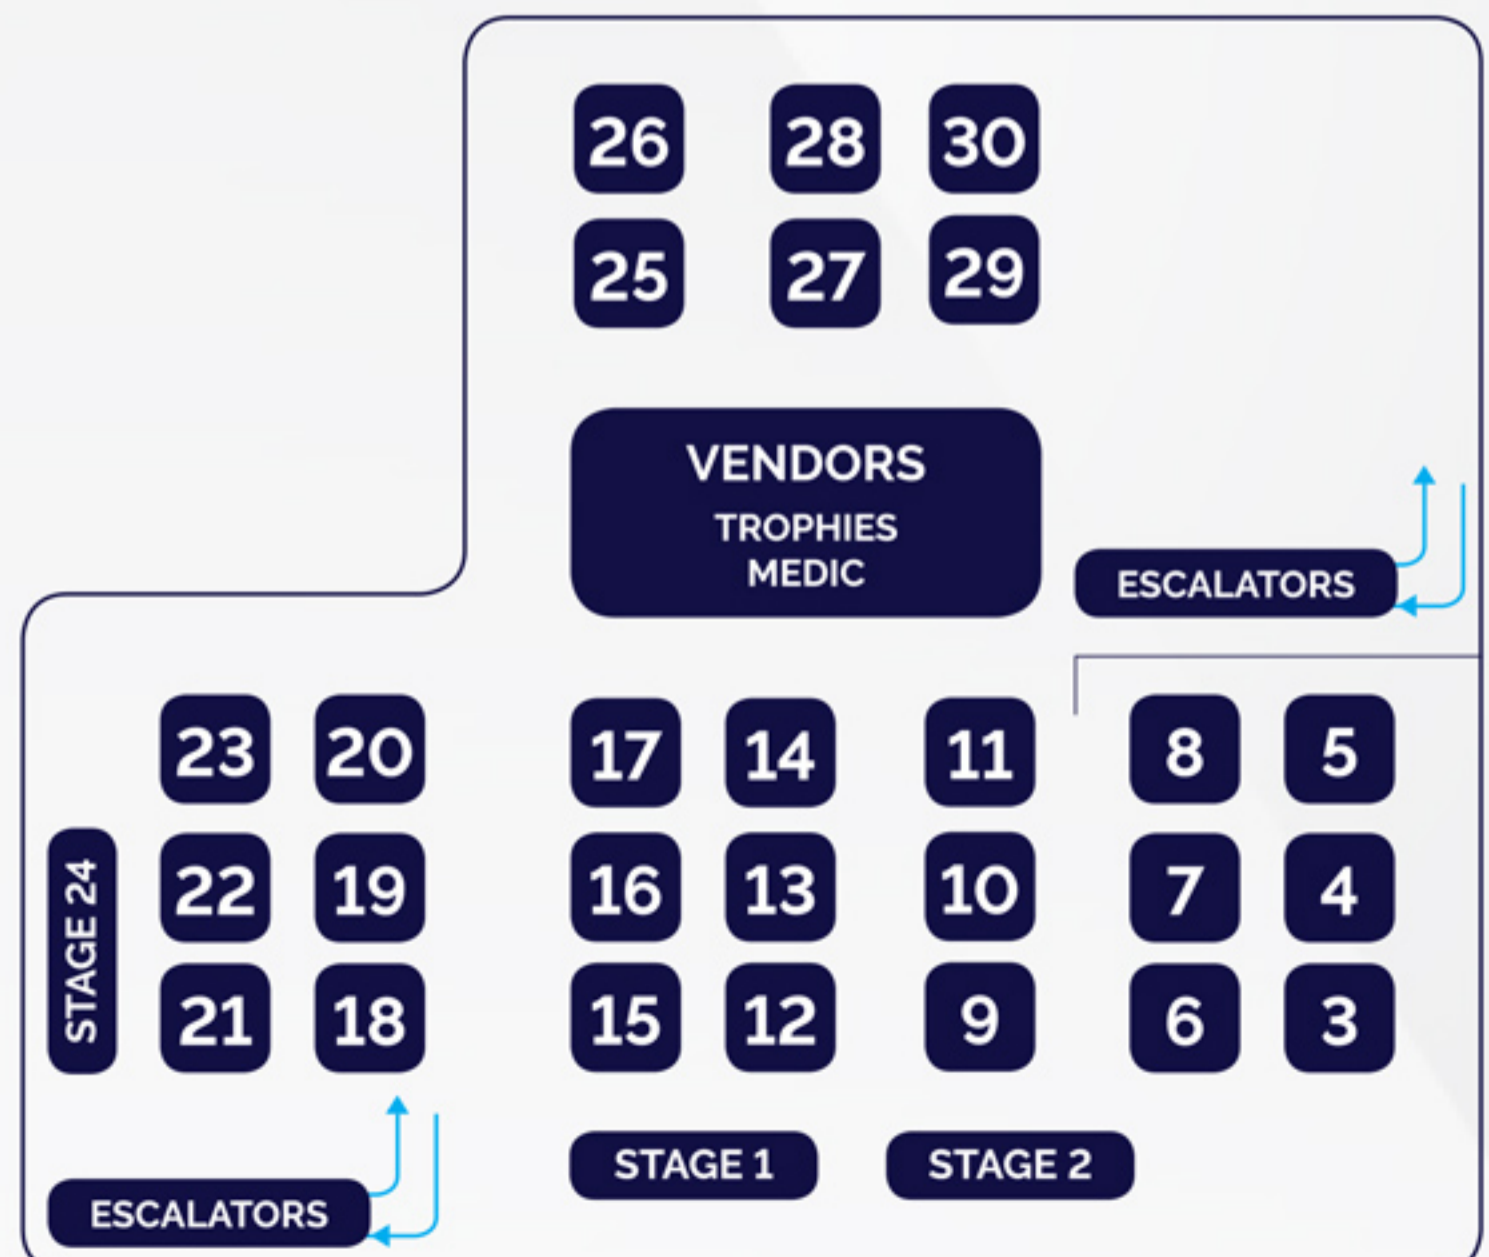 26 28 30
25 27 29
VENDORS
TROPHIES
MEDIC
ESCALATORS
23 20 17 14 11 8 5
22 19 16 13 10 7 4
STAGE 24
21 18 15 12 9 6 3
STAGE 1 STAGE 2
ESCALATORS